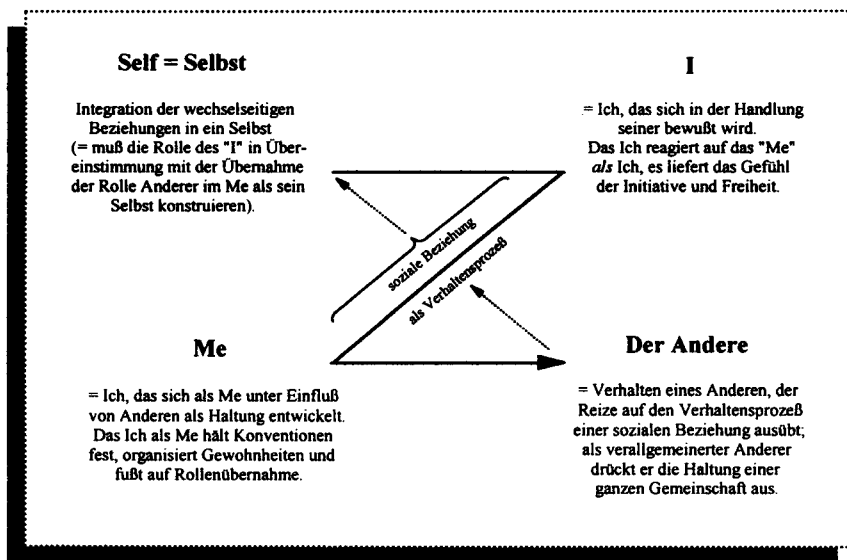 Self = Selbst
Integration der wechselseitigen
Beziehungen in ein Selbst
(= muß die Rolle des "I" in Über-
einstimmung mit der Übernahme
der Rolle Anderer im Me als sein
Selbst konstruieren).
I
= Ich, das sich in der Handlung
seiner bewußt wird.
Das Ich reagiert auf das "Me"
als Ich, es liefert das Gefühl
der Initiative und Freiheit.
soziale Beziehung
als Verhaltensprozeß
Me
= Ich, das sich als Me unter Einfluß
von Anderen als Haltung entwickelt.
Das Ich als Me hält Konventionen
fest, organisiert Gewohnheiten und
fußt auf Rollenübernahme.
Der Andere
= Verhalten eines Anderen, der
Reize auf den Verhaltensprozeß
einer sozialen Beziehung ausübt;
als verallgemeinerter Anderer
drückt er die Haltung einer
ganzen Gemeinschaft aus.